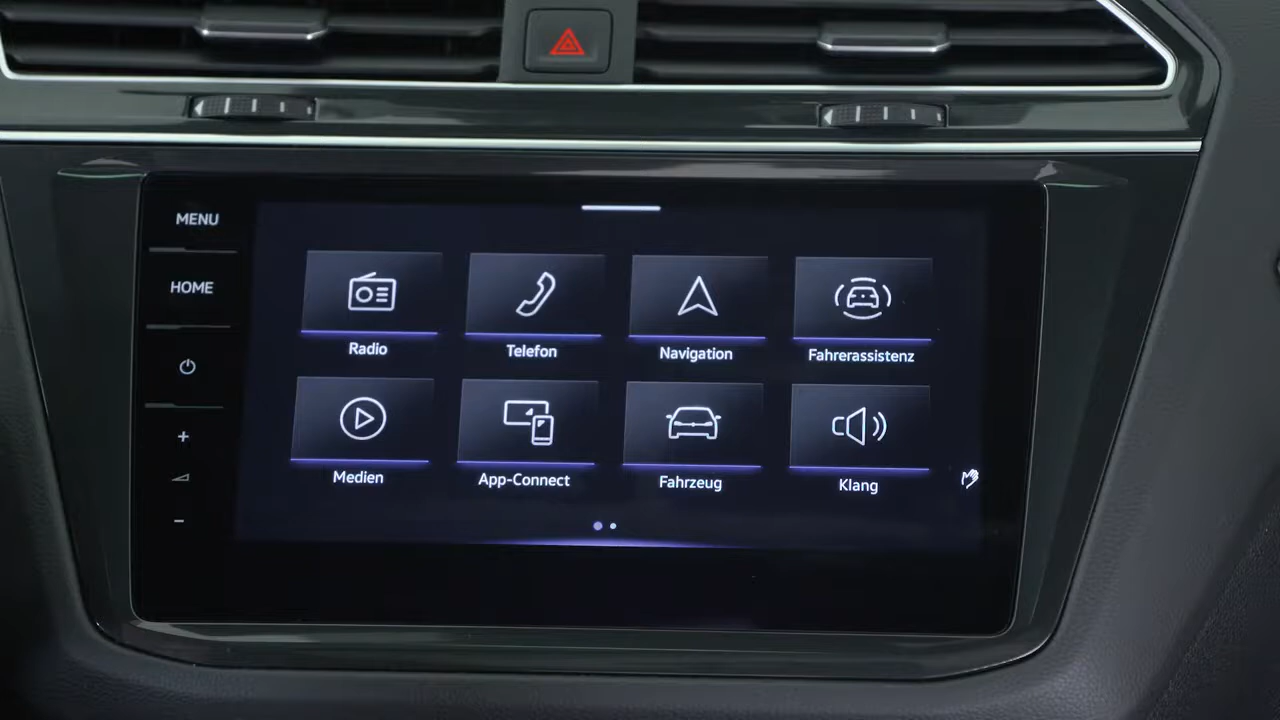 MENU
HOME
+
−
Radio
Telefon
Navigation
Fahrerassistenz
Medien
App-Connect
Fahrzeug
Klang